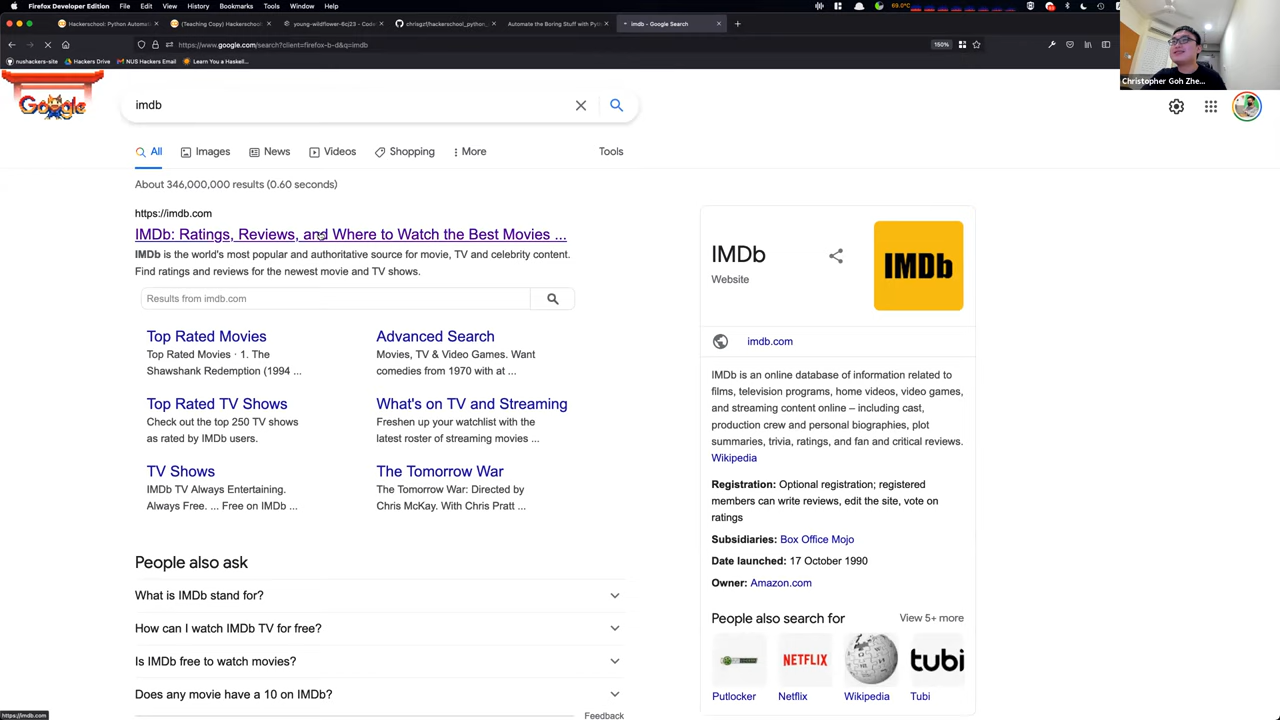 Firefox Developer Edition File Edit View History Bookmarks Tools Window Help
69.0°C
Hackerschool: Python Automat
(Teaching Copy) Hackerschool:
young-wildflower-6cj23 - Code
chrisgzf/hackerschool_python_
Automate the Boring Stuff with Py
imdb - Google Search
https://www.google.com/search?client=firefox-b-d&q=imdb
150%
nushackers-site Hackers Drive NUS Hackers Email Learn You a Haskell...
Christopher Goh Zhe...
Google
imdb
All Images News Videos Shopping More Tools
About 346,000,000 results (0.60 seconds)
https://imdb.com
IMDb: Ratings, Reviews, and Where to Watch the Best Movies ...
IMDb is the world's most popular and authoritative source for movie, TV and celebrity content.
Find ratings and reviews for the newest movie and TV shows.
Results from imdb.com
Top Rated Movies
Top Rated Movies · 1. The
Shawshank Redemption (1994 ...
Advanced Search
Movies, TV & Video Games. Want
comedies from 1970 with at ...
Top Rated TV Shows
Check out the top 250 TV shows
as rated by IMDb users.
What's on TV and Streaming
Freshen up your watchlist with the
latest roster of streaming movies ...
TV Shows
IMDb TV Always Entertaining.
Always Free. ... Free on IMDb ...
The Tomorrow War
The Tomorrow War: Directed by
Chris McKay. With Chris Pratt ...
People also ask
What is IMDb stand for?
How can I watch IMDb TV for free?
Is IMDb free to watch movies?
Does any movie have a 10 on IMDb?
Feedback
IMDb
Website
IMDb
imdb.com
IMDb is an online database of information related to
films, television programs, home videos, video games,
and streaming content online – including cast,
production crew and personal biographies, plot
summaries, trivia, ratings, and fan and critical reviews.
Wikipedia
Registration: Optional registration; registered
members can write reviews, edit the site, vote on
ratings
Subsidiaries: Box Office Mojo
Date launched: 17 October 1990
Owner: Amazon.com
People also search for View 5+ more
NETFLIX
tubi
Putlocker Netflix Wikipedia Tubi
https://imdb.com